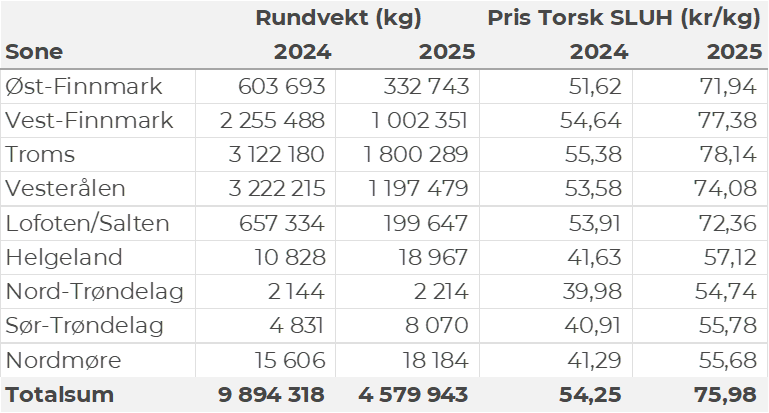 Rundvekt (kg) Pris Torsk SLUH (kr/kg)
Sone 2024 2025 2024 2025
Øst-Finnmark 603 693 332 743 51,62 71,94
Vest-Finnmark 2 255 488 1 002 351 54,64 77,38
Troms 3 122 180 1 800 289 55,38 78,14
Vesterålen 3 222 215 1 197 479 53,58 74,08
Lofoten/Salten 657 334 199 647 53,91 72,36
Helgeland 10 828 18 967 41,63 57,12
Nord-Trøndelag 2 144 2 214 39,98 54,74
Sør-Trøndelag 4 831 8 070 40,91 55,78
Nordmøre 15 606 18 184 41,29 55,68
Totalsum 9 894 318 4 579 943 54,25 75,98